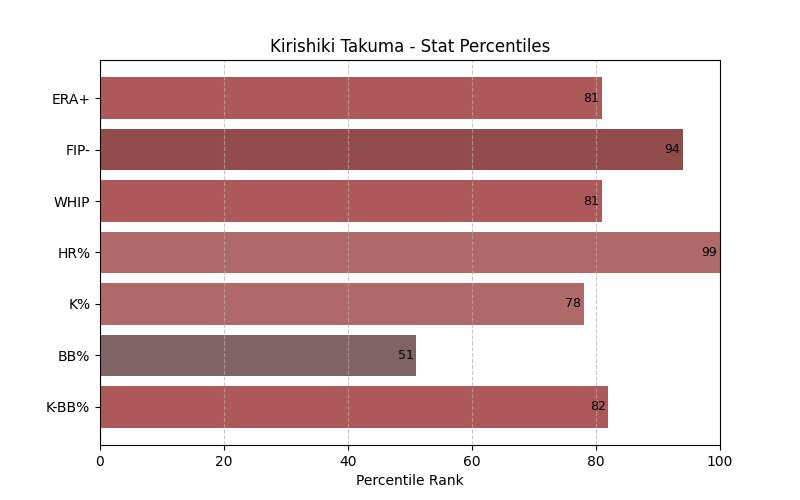 Kirishiki Takuma - Stat Percentiles
ERA+ 81
FIP- 94
WHIP 81
HR% 99
K% 78
BB% 51
K-BB% 82
0 20 40 60 80 100
Percentile Rank